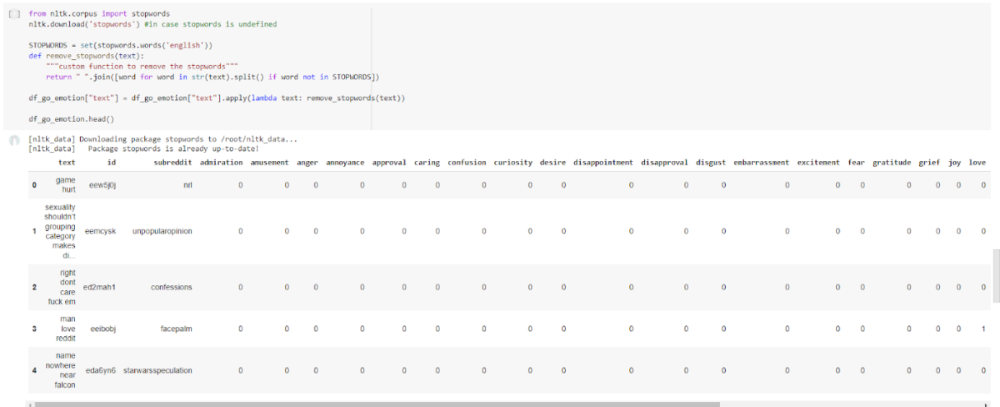 from nltk.corpus import stopwords
nltk.download('stopwords') #in case stopwords is undefined
STOPWORDS = set(stopwords.words('english'))
def remove_stopwords(text):
"""custom function to remove the stopwords"""
return " ".join([word for word in str(text).split() if word not in STOPWORDS])
df_go_emotion["text"] = df_go_emotion["text"].apply(lambda text: remove_stopwords(text))
df_go_emotion.head()
[nltk_data] Downloading package stopwords to /root/nltk_data...
[nltk_data] Package stopwords is already up-to-date!
text id subreddit admiration amusement anger annoyance approval caring confusion curiosity desire disappointment disapproval disgust embarrassment excitement fear gratitude grief joy love
game
0 eew5j0j nrl 0 0 0 0 0 0 0 0 0 0 0 0 0 0 0 0 0 0 0
hurt
sexuality
shouldn't
grouping
1 category eemcysk unpopularopinion 0 0 0 0 0 0 0 0 0 0 0 0 0 0 0 0 0 0 0
makes
di...
right
dont
2 care ed2mah1 confessions 0 0 0 0 0 0 0 0 0 0 0 0 0 0 0 0 0 0 0
fuck em
man
3 love eeibobj facepalm 0 0 0 0 0 0 0 0 0 0 0 0 0 0 0 0 0 0 1
reddit
name
nowhere
4 near eda6yn6 starwarsspeculation 0 0 0 0 0 0 0 0 0 0 0 0 0 0 0 0 0 0 0
falcon